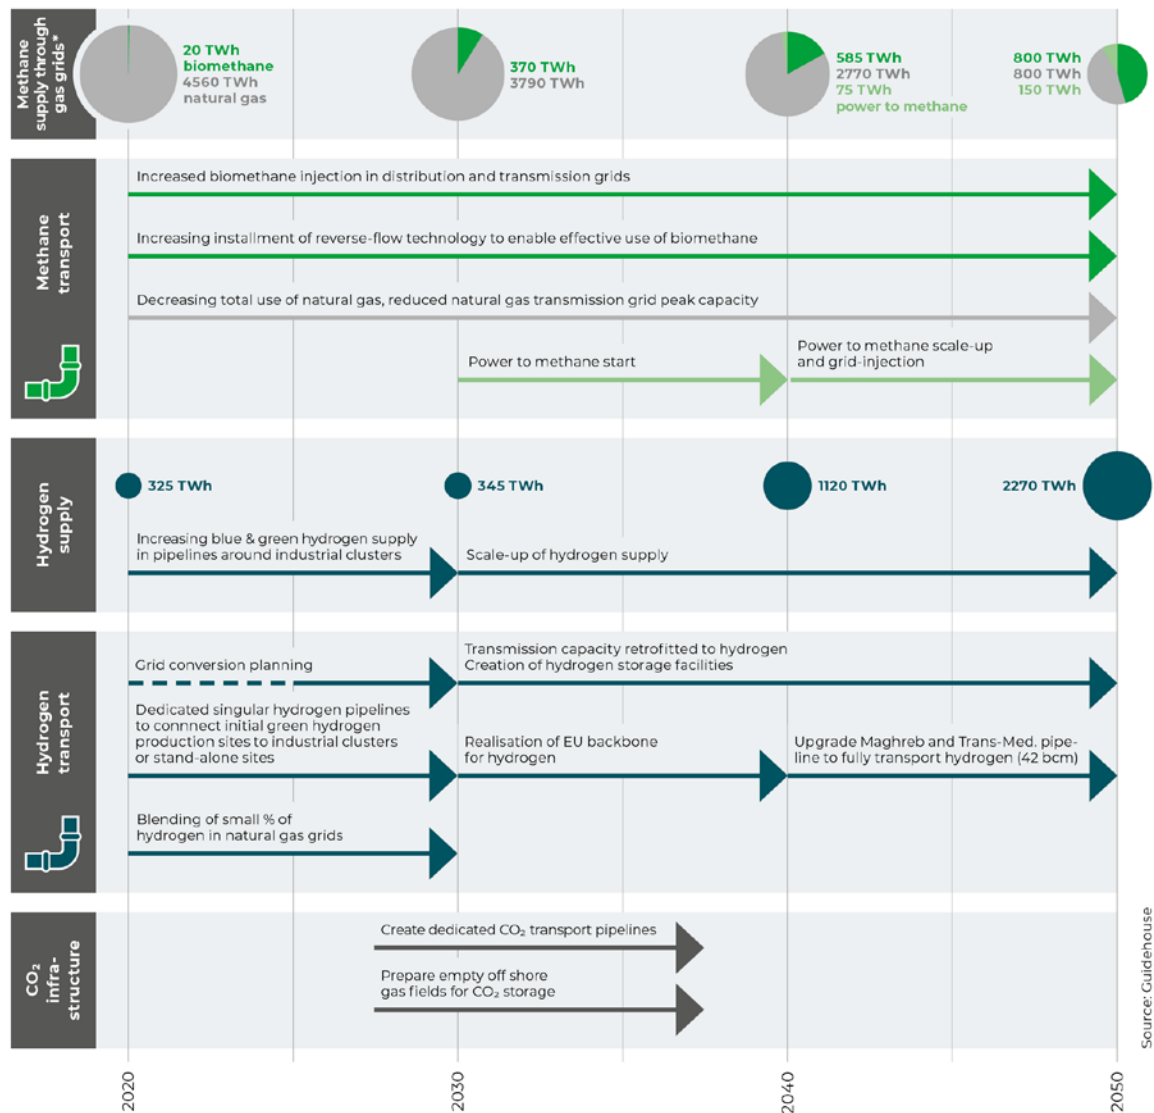 Methane
supply through
gas grids*
20 TWh
biomethane
4560 TWh
natural gas
370 TWh
3790 TWh
585 TWh
2770 TWh
75 TWh
power to methane
800 TWh
800 TWh
150 TWh
Methane
transport
Increased biomethane injection in distribution and transmission grids
Increasing installment of reverse-flow technology to enable effective use of biomethane
Decreasing total use of natural gas, reduced natural gas transmission grid peak capacity
Power to methane start
Power to methane scale-up
and grid-injection
Hydrogen
supply
325 TWh
345 TWh
1120 TWh
2270 TWh
Increasing blue & green hydrogen supply
in pipelines around industrial clusters
Scale-up of hydrogen supply
Hydrogen
transport
Grid conversion planning
Transmission capacity retrofitted to hydrogen
Creation of hydrogen storage facilities
Dedicated singular hydrogen pipelines
to connnect initial green hydrogen
production sites to industrial clusters
or stand-alone sites
Realisation of EU backbone
for hydrogen
Upgrade Maghreb and Trans-Med. pipe-
line to fully transport hydrogen (42 bcm)
Blending of small % of
hydrogen in natural gas grids
CO₂
infra-
structure
Create dedicated CO₂ transport pipelines
Prepare empty off shore
gas fields for CO₂ storage
2020
2030
2040
2050
Source: Guidehouse